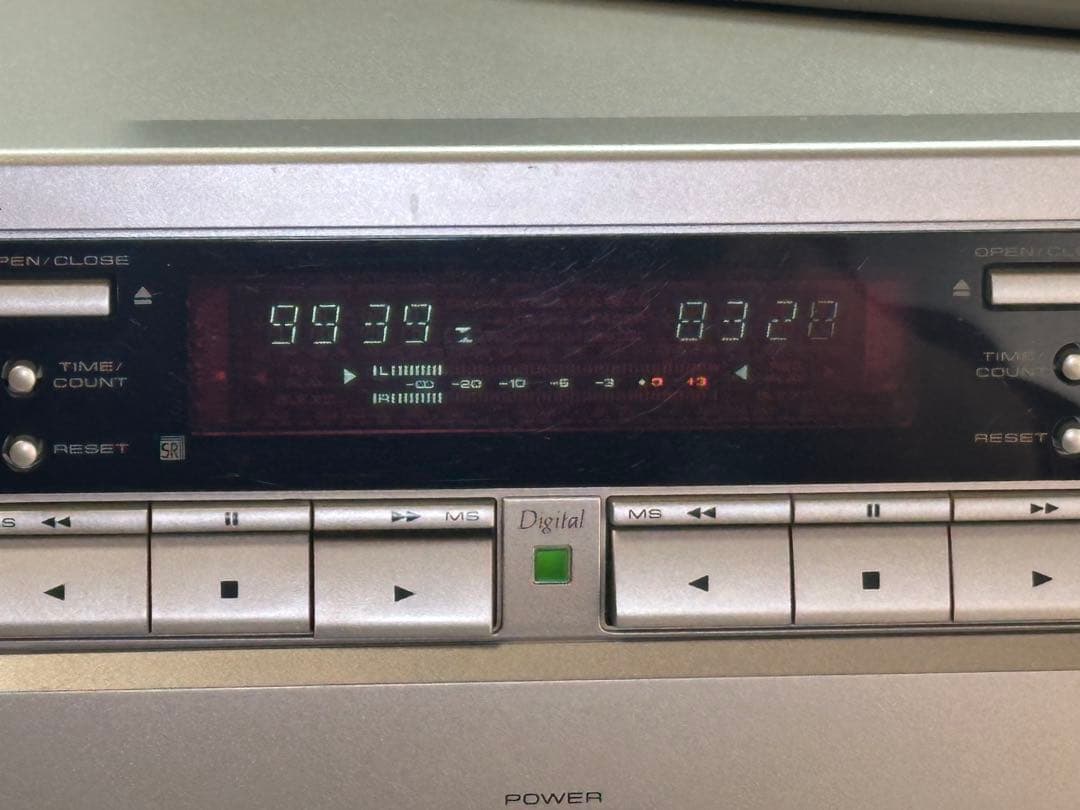 OPEN/CLOSE
OPEN/CLO
9939 8328
TIME/
COUNT
TIME/
COUNT
L
-∞ -20 -10 -6 -3 0 +3
R
RESET
SR
RESET
MS
MS
Digital
POWER